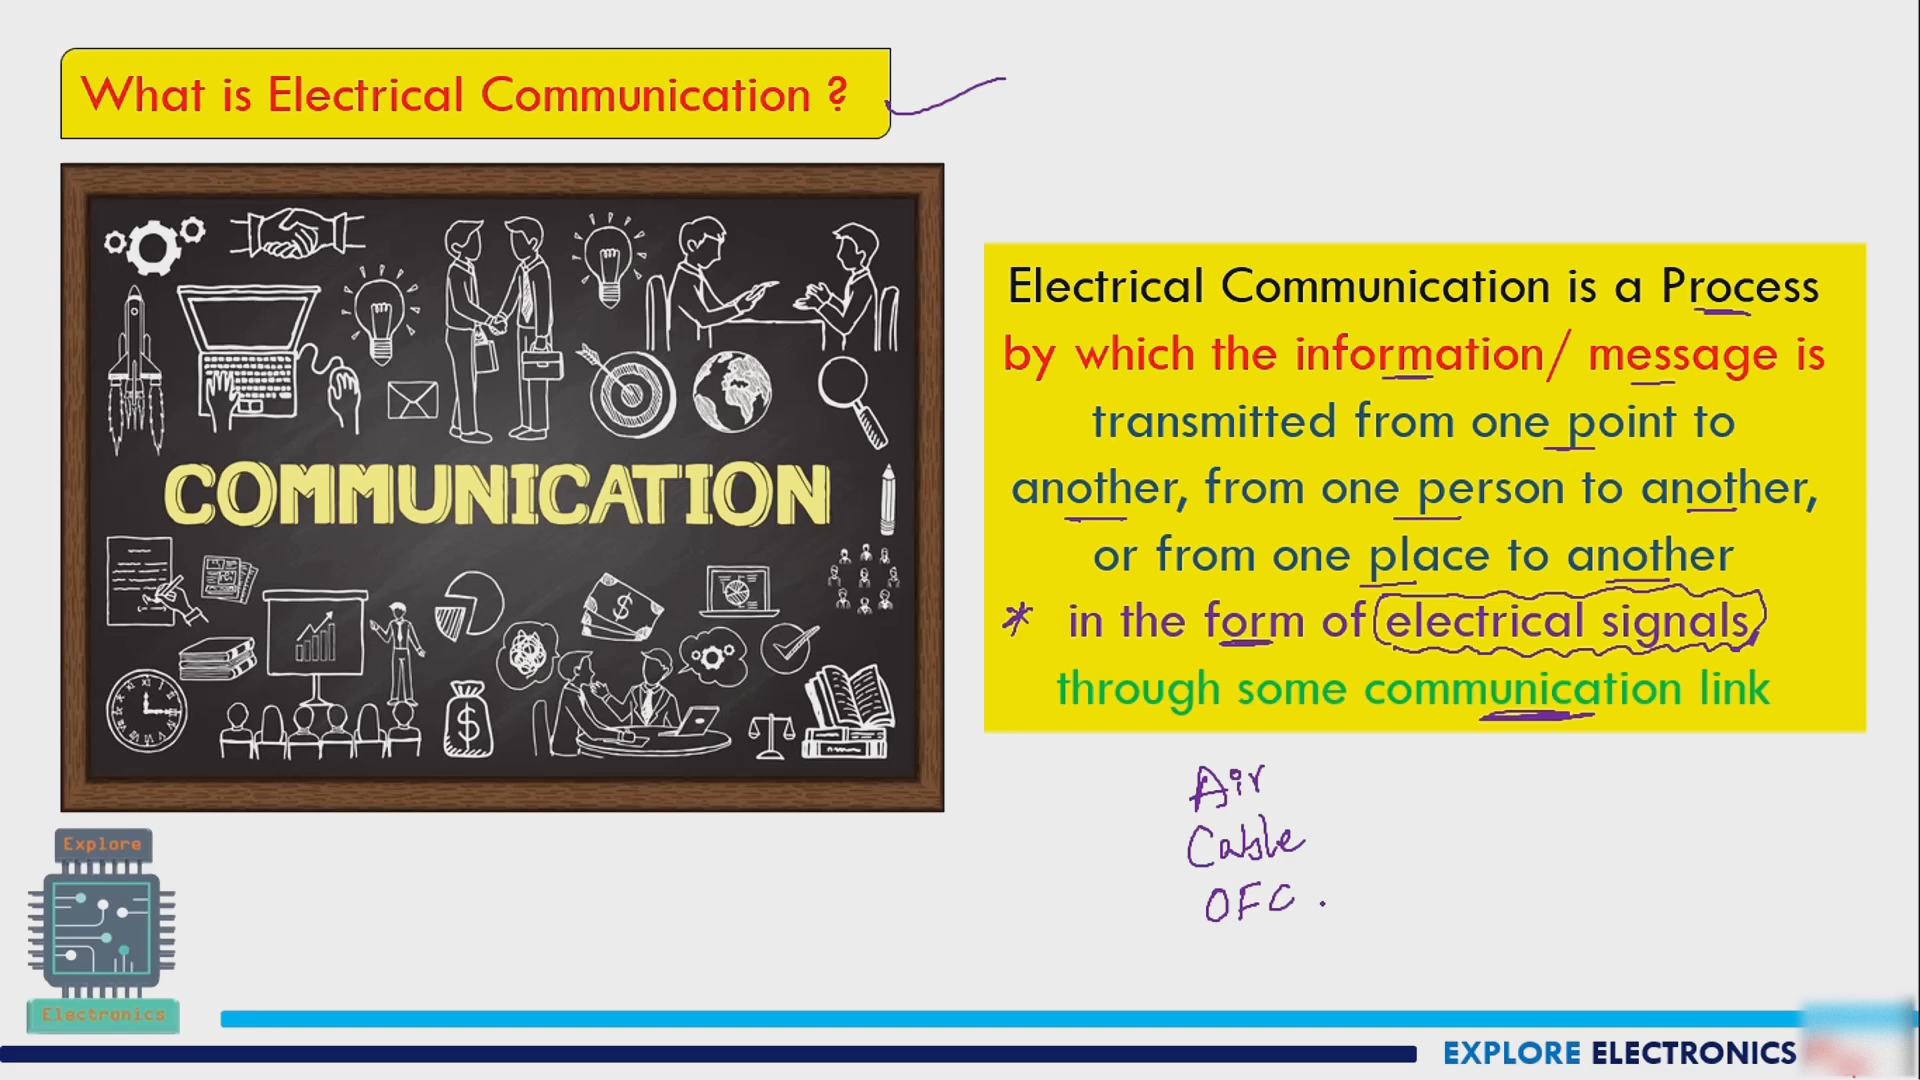 What is Electrical Communication ?
COMMUNICATION
Electrical Communication is a Process
by which the information/ message is
transmitted from one point to
another, from one person to another,
or from one place to another
* in the form of electrical signals
through some communication link
Air
Cable
OFC .
Explore
Electronics
EXPLORE ELECTRONICS